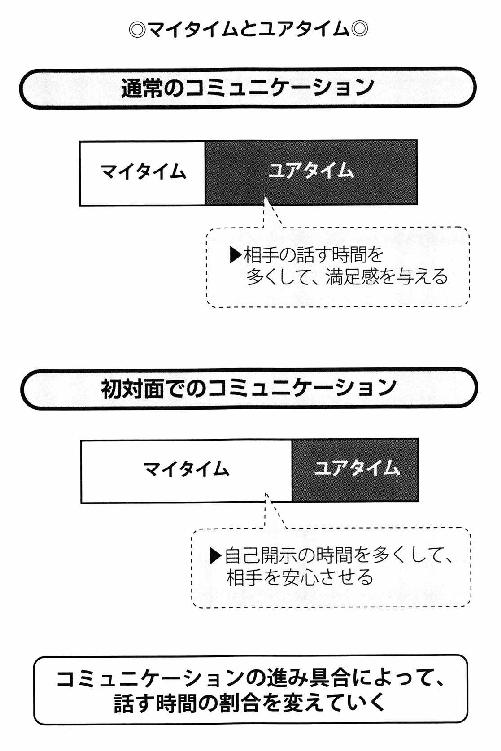 ◎マイタイムとユアタイム◎
通常のコミュニケーション
マイタイム
ユアタイム
▶相手の話す時間を
多くして、満足感を与える
初対面でのコミュニケーション
マイタイム
ユアタイム
▶自己開示の時間を多くして、
相手を安心させる
コミュニケーションの進み具合によって、
話す時間の割合を変えていく